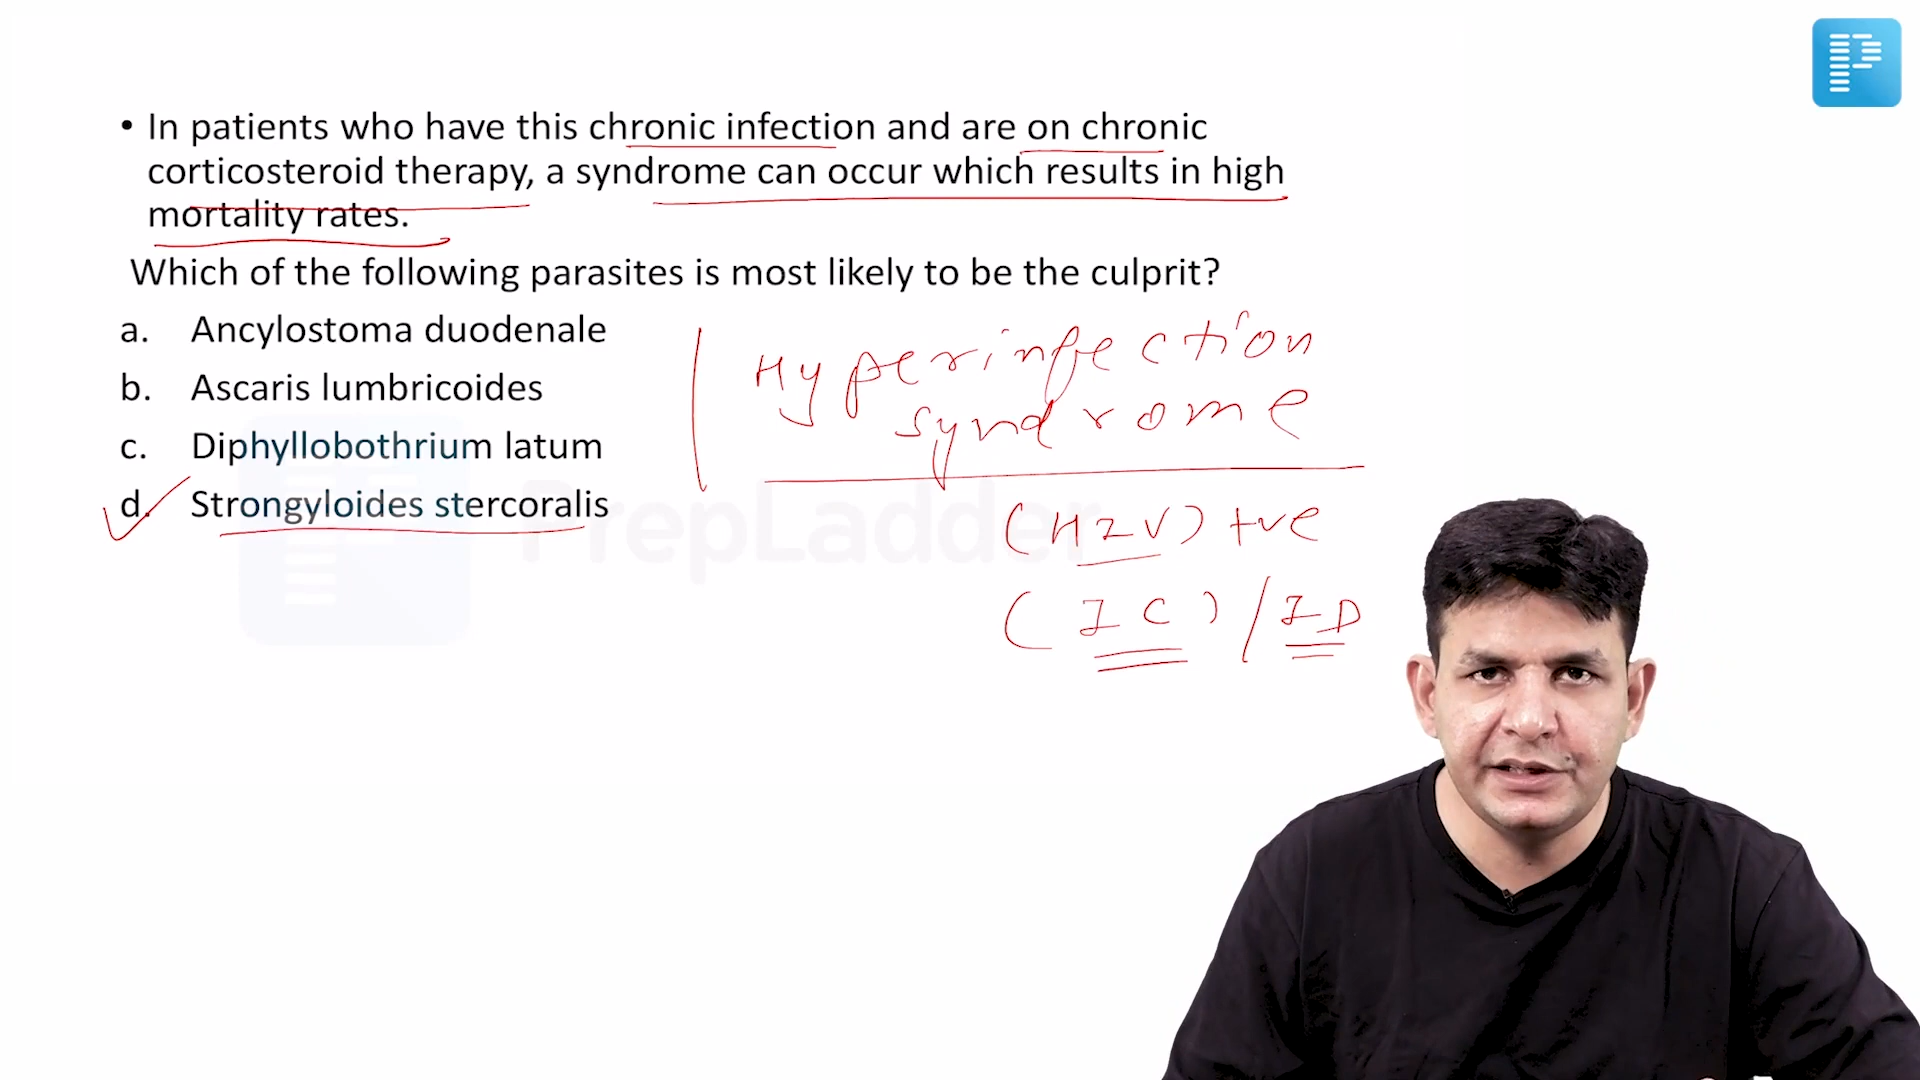 • In patients who have this chronic infection and are on chronic
corticosteroid therapy, a syndrome can occur which results in high
mortality rates.
Which of the following parasites is most likely to be the culprit?
a. Ancylostoma duodenale
b. Ascaris lumbricoides
c. Diphyllobothrium latum
d. Strongyloides stercoralis
Hyperinfection
syndrome
(HIV) +ve
(IC) / ID
PrepLadder